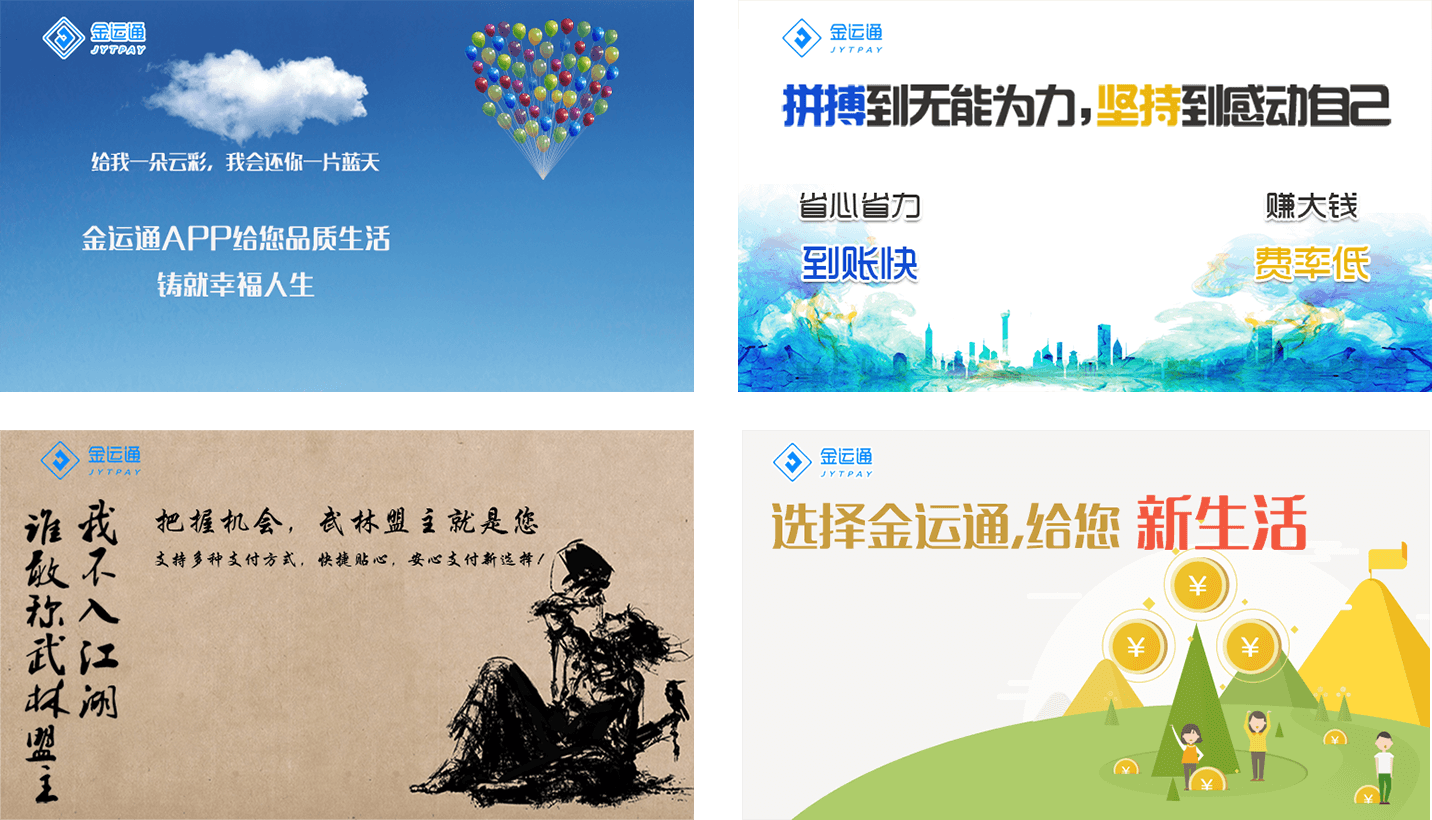 金运通
JYTPAY
给我一朵云彩，我会还你一片蓝天
金运通APP给您品质生活
铸就幸福人生
金运通
JYTPAY
拼搏到无能为力,坚持到感动自己
省心省力
赚大钱
到账快
费率低
金运通
JYTPAY
我不入江湖
谁敢称武林盟主
把握机会，武林盟主就是您
支持多种支付方式，快捷贴心，安心支付新选择！
金运通
JYTPAY
选择金运通,给您 新生活
¥
¥
¥
¥
¥
¥
¥